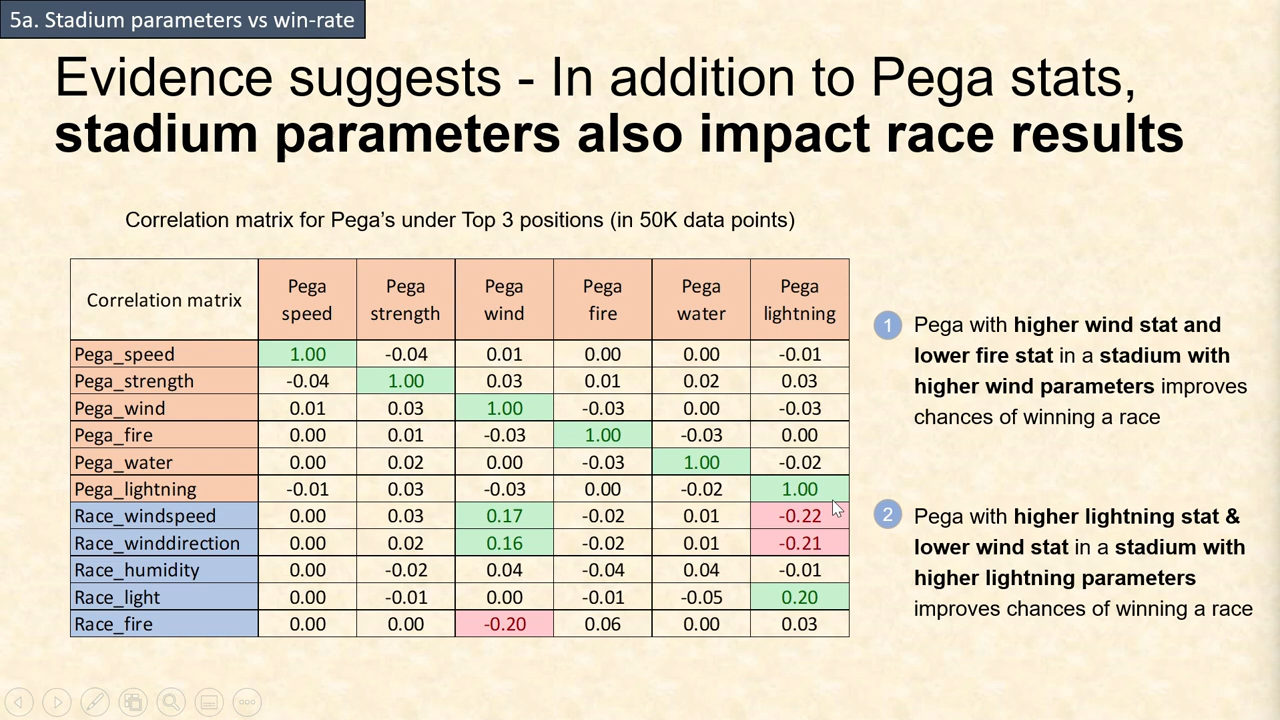 5a. Stadium parameters vs win-rate
Evidence suggests - In addition to Pega stats,
stadium parameters also impact race results
Correlation matrix for Pega's under Top 3 positions (in 50K data points)
Correlation matrix Pega speed Pega strength Pega wind Pega fire Pega water Pega lightning
Pega_speed 1.00 -0.04 0.01 0.00 0.00 -0.01
Pega_strength -0.04 1.00 0.03 0.01 0.02 0.03
Pega_wind 0.01 0.03 1.00 -0.03 0.00 -0.03
Pega_fire 0.00 0.01 -0.03 1.00 -0.03 0.00
Pega_water 0.00 0.02 0.00 -0.03 1.00 -0.02
Pega_lightning -0.01 0.03 -0.03 0.00 -0.02 1.00
Race_windspeed 0.00 0.03 0.17 -0.02 0.01 -0.22
Race_winddirection 0.00 0.02 0.16 -0.02 0.01 -0.21
Race_humidity 0.00 -0.02 0.04 -0.04 0.04 -0.01
Race_light 0.00 -0.01 0.00 -0.01 -0.05 0.20
Race_fire 0.00 0.00 -0.20 0.06 0.00 0.03
1 Pega with higher wind stat and
lower fire stat in a stadium with
higher wind parameters improves
chances of winning a race
2 Pega with higher lightning stat &
lower wind stat in a stadium with
higher lightning parameters
improves chances of winning a race